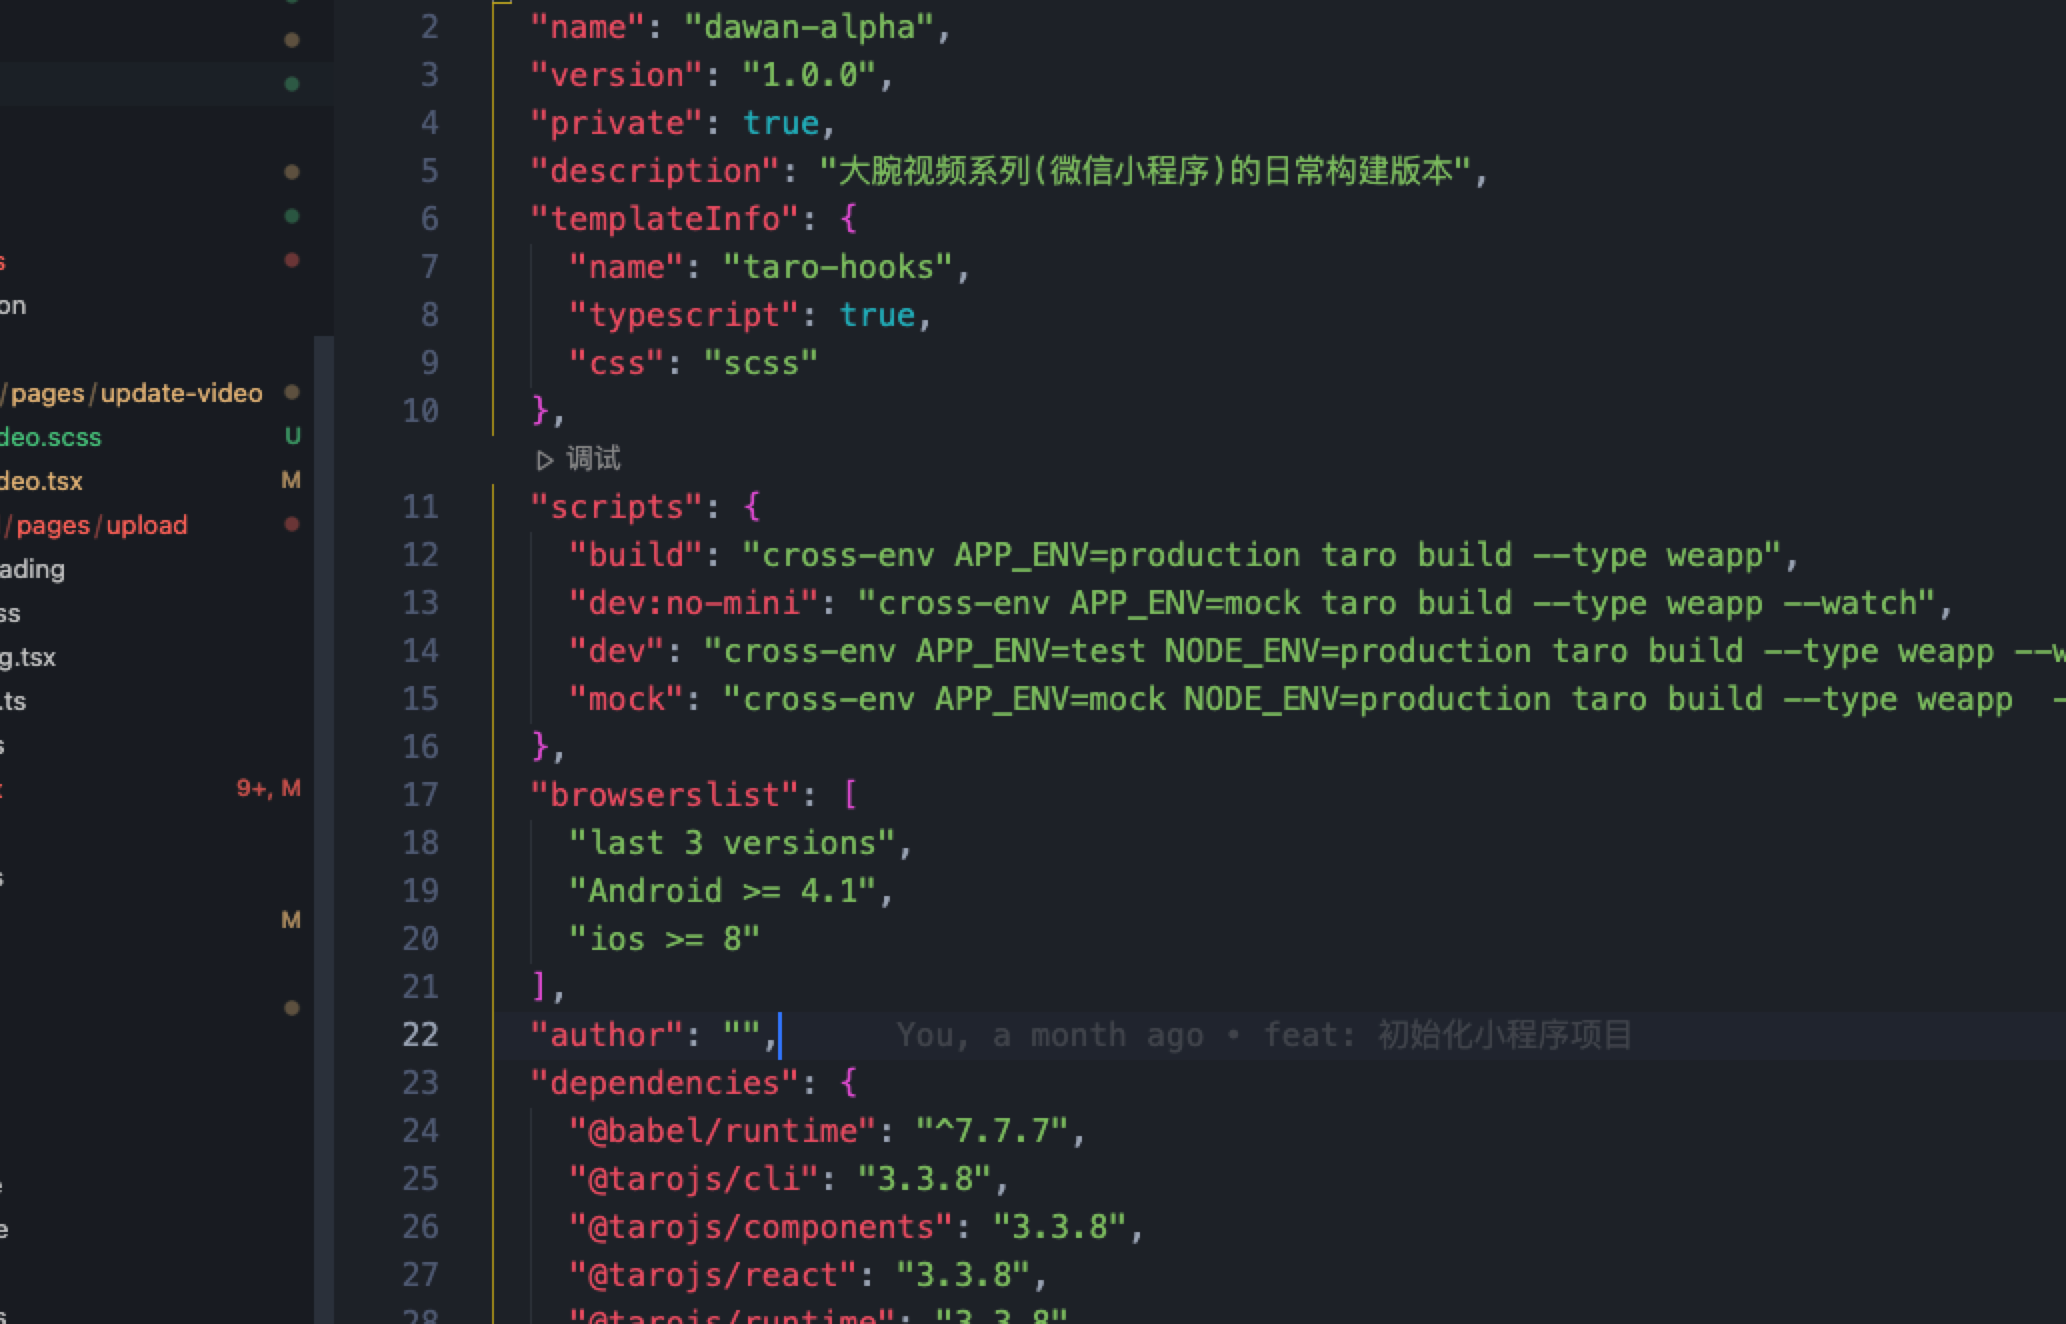 s
on
/pages/update-video
deo.scss U
deo.tsx M
/pages/upload
ading
ss
g.tsx
.ts
s
9+, M
s
M
e
2 "name": "dawan-alpha",
3 "version": "1.0.0",
4 "private": true,
5 "description": "大腕视频系列(微信小程序)的日常构建版本",
6 "templateInfo": {
7 "name": "taro-hooks",
8 "typescript": true,
9 "css": "scss"
10 },
调试
11 "scripts": {
12 "build": "cross-env APP_ENV=production taro build --type weapp",
13 "dev:no-mini": "cross-env APP_ENV=mock taro build --type weapp --watch",
14 "dev": "cross-env APP_ENV=test NODE_ENV=production taro build --type weapp --w
15 "mock": "cross-env APP_ENV=mock NODE_ENV=production taro build --type weapp -
16 },
17 "browserslist": [
18 "last 3 versions",
19 "Android >= 4.1",
20 "ios >= 8"
21 ],
22 "author": "", You, a month ago • feat: 初始化小程序项目
23 "dependencies": {
24 "@babel/runtime": "^7.7.7",
25 "@tarojs/cli": "3.3.8",
26 "@tarojs/components": "3.3.8",
27 "@tarojs/react": "3.3.8",
28 "@tarojs/runtime": "3.3.8"